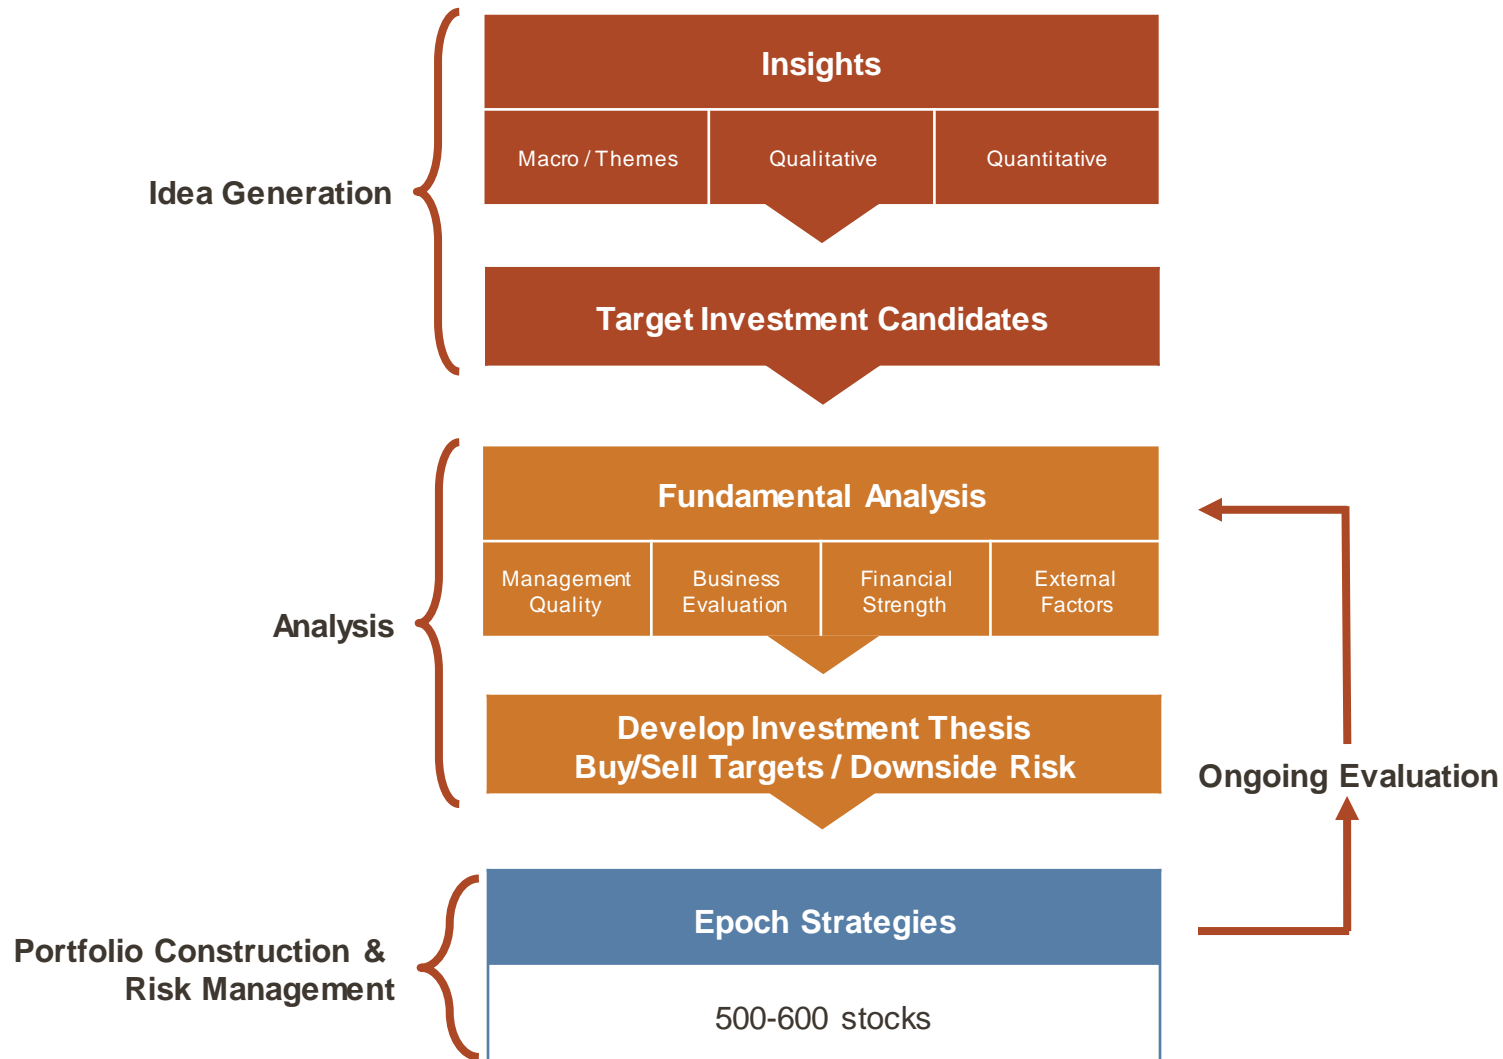 Insights
Macro / Themes
Qualitative
Quantitative
Idea Generation
Target Investment Candidates
Fundamental Analysis
Management
Quality
Business
Evaluation
Financial
Strength
External
Factors
Analysis
Develop Investment Thesis
Buy/Sell Targets / Downside Risk
Ongoing Evaluation
Epoch Strategies
Portfolio Construction &
Risk Management
500-600 stocks